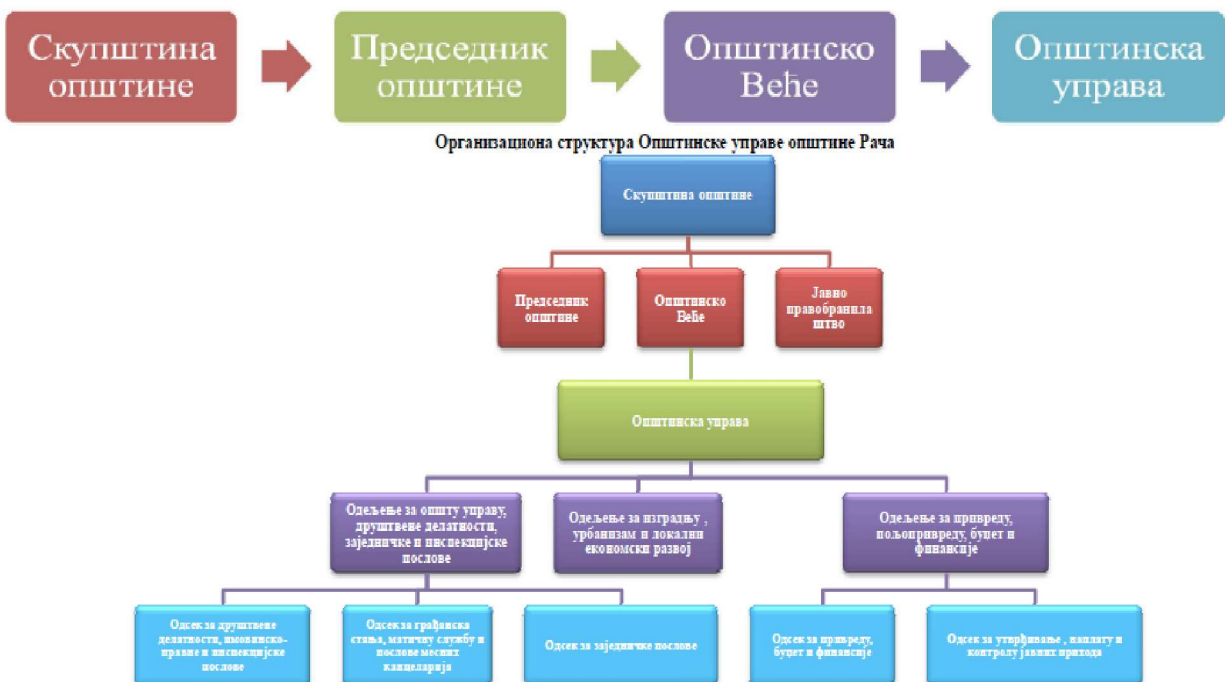 Скупштина
општине
Председник
општине
Општинско
Веће
Општинска
управа
Организациона структура Општинске управе општине Рача
Скупштина општине
Председник
општине
Општинско
Веће
Јавно
правобранила
штво
Општинска управа
Одељење за општу управу,
друштвене делатности,
заједничке и инспекцијске
послове
Одељење за изградњу ,
урбанизам и локални
економски развој
Одељење за привреду,
пољопривреду, буџет и
финансије
Одсек за друштвене
делатности, имовинско-
правне и инспекцијске
послове
Одсек за грађанска
стања, матичну службу и
послове месних
канцеларија
Одсек за заједничке послове
Одсек за привреду,
буџет и финансије
Одсек за утврђивање , наплату и
контролу јавних прихода